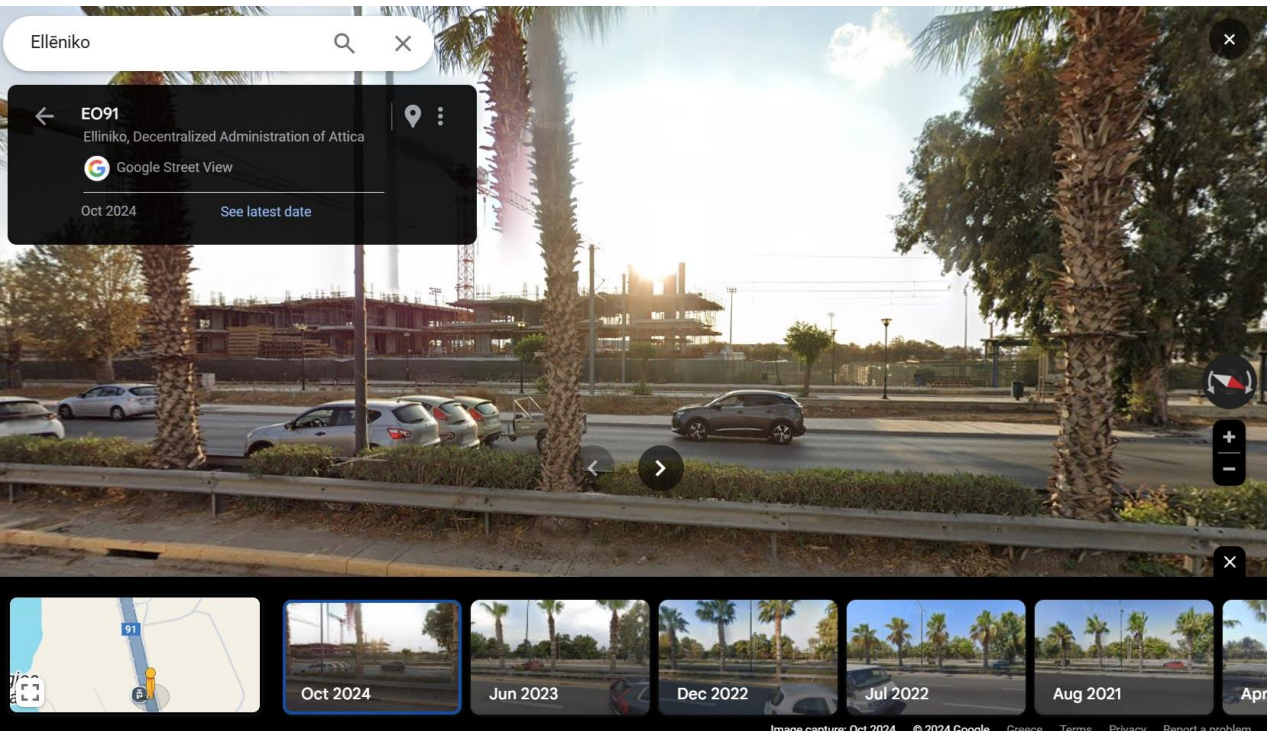 Ellēniko
EO91
Elliniko, Decentralized Administration of Attica
Google Street View
Oct 2024
See latest date
91
Oct 2024
Jun 2023
Dec 2022
Jul 2022
Aug 2021
Apr
Image capture: Oct 2024 © 2024 Google Greece Terms Privacy Report a problem